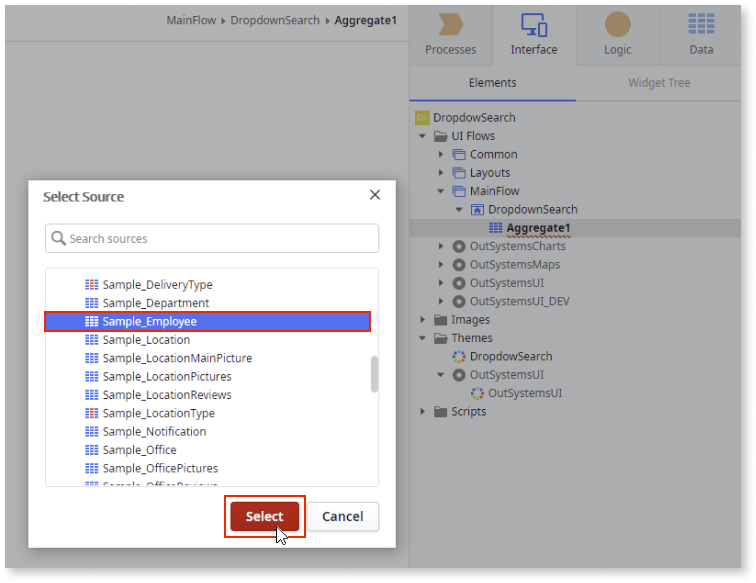 MainFlow ▸ DropdownSearch ▸ Aggregate1
Processes
Interface
Logic
Data
Elements
Widget Tree
DropdowSearch
UI Flows
Common
Layouts
MainFlow
DropdownSearch
Aggregate1
OutSystemsCharts
OutSystemsMaps
OutSystemsUI
OutSystemsUI_DEV
Images
Themes
DropdowSearch
OutSystemsUI
OutSystemsUI
Scripts
Select Source
Search sources
Sample_DeliveryType
Sample_Department
Sample_Employee
Sample_Location
Sample_LocationMainPicture
Sample_LocationPictures
Sample_LocationReviews
Sample_LocationType
Sample_Notification
Sample_Office
Sample_OfficePictures
Sample_OfficeReviews
Select
Cancel